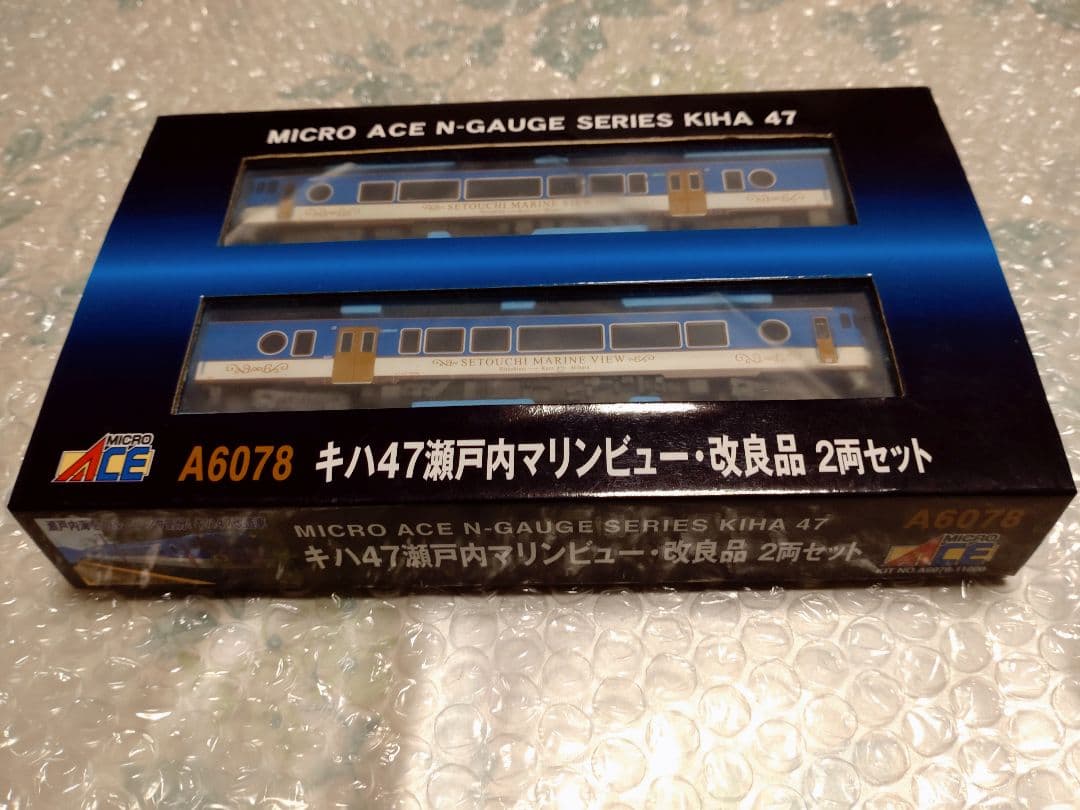 MICRO ACE N-GAUGE SERIES KIHA 47
SETOUCHI MARINE VIEW
SETOUCHI MARINE VIEW
MICRO
ACE
A6078 キハ47瀬戸内マリンビュー・改良品 2両セット
MICRO ACE N-GAUGE SERIES KIHA 47
A6078
キハ47瀬戸内マリンビュー・改良品 2両セット
MICRO
ACE